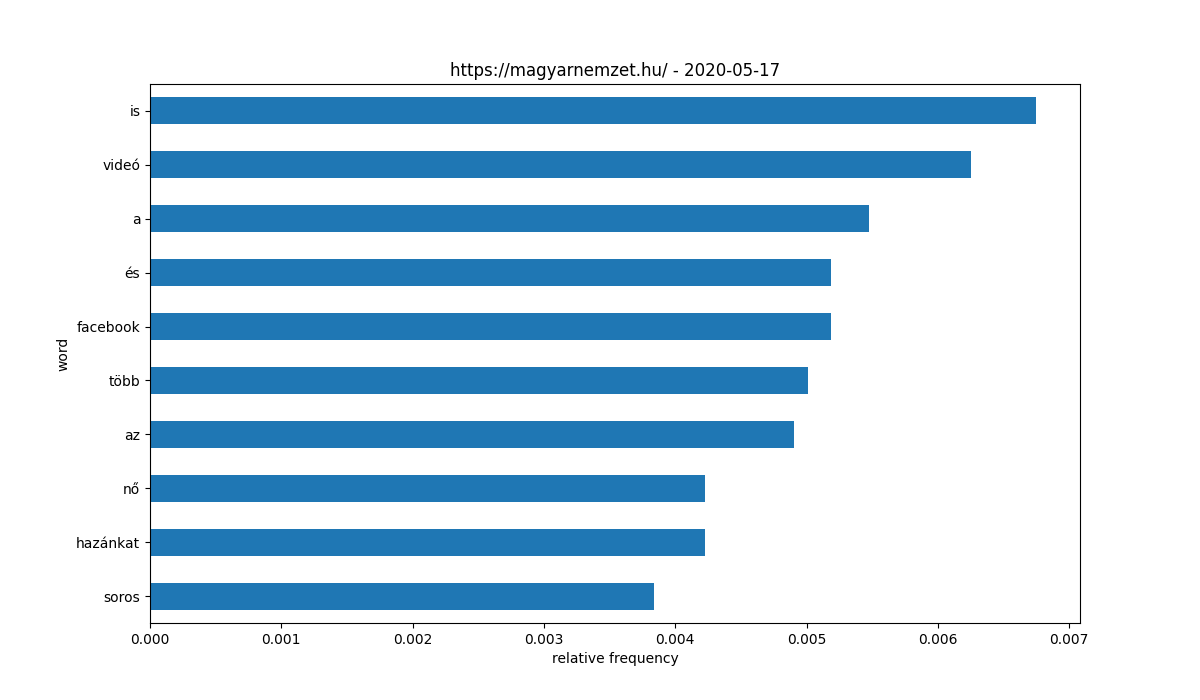 https://magyarnemzet.hu/ - 2020-05-17
is
videó
a
és
facebook
több
az
nő
hazánkat
soros
word
0.000 0.001 0.002 0.003 0.004 0.005 0.006 0.007
relative frequency